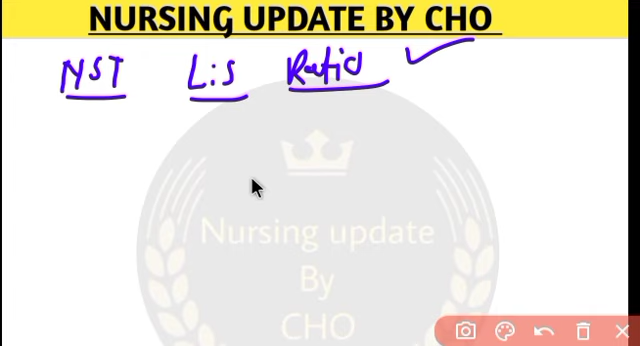 NURSING UPDATE BY CHO
NST L:S Ratio
Nursing update
By
CHO